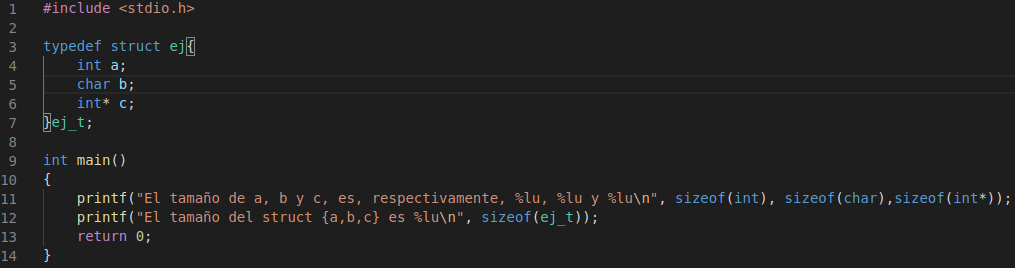 1 #include <stdio.h>
2
3 typedef struct ej{
4     int a;
5     char b;
6     int* c;
7 }ej_t;
8
9 int main()
10 {
11     printf("El tamaño de a, b y c, es, respectivamente, %lu, %lu y %lu\n", sizeof(int), sizeof(char),sizeof(int*));
12     printf("El tamaño del struct {a,b,c} es %lu\n", sizeof(ej_t));
13     return 0;
14 }